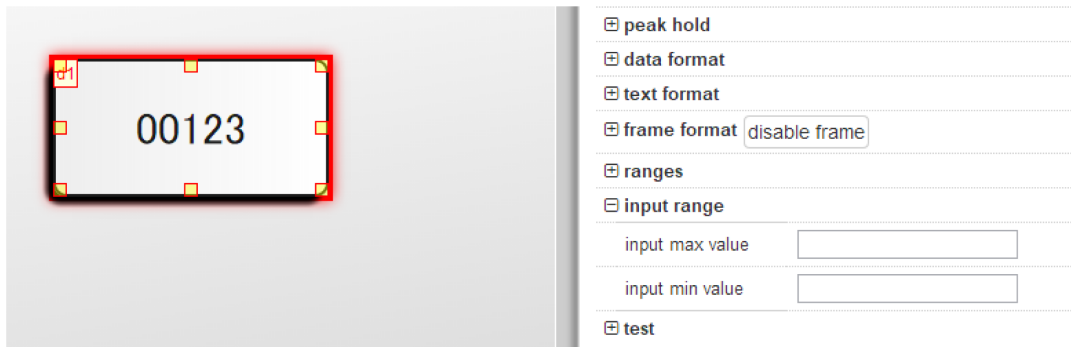 d1
00123
peak hold
data format
text format
frame format disable frame
ranges
input range
input max value
input min value
test